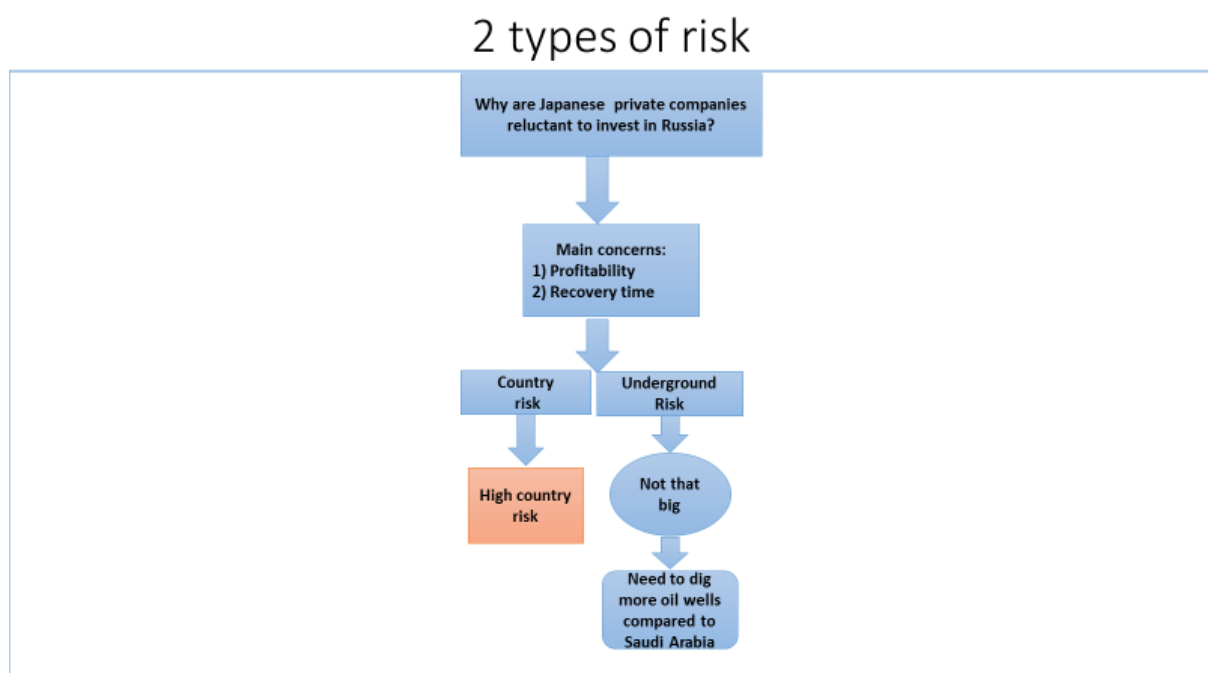 2 types of risk
Why are Japanese private companies
reluctant to invest in Russia?
Main concerns:
1) Profitability
2) Recovery time
Country
risk
Underground
Risk
High country
risk
Not that
big
Need to dig
more oil wells
compared to
Saudi Arabia